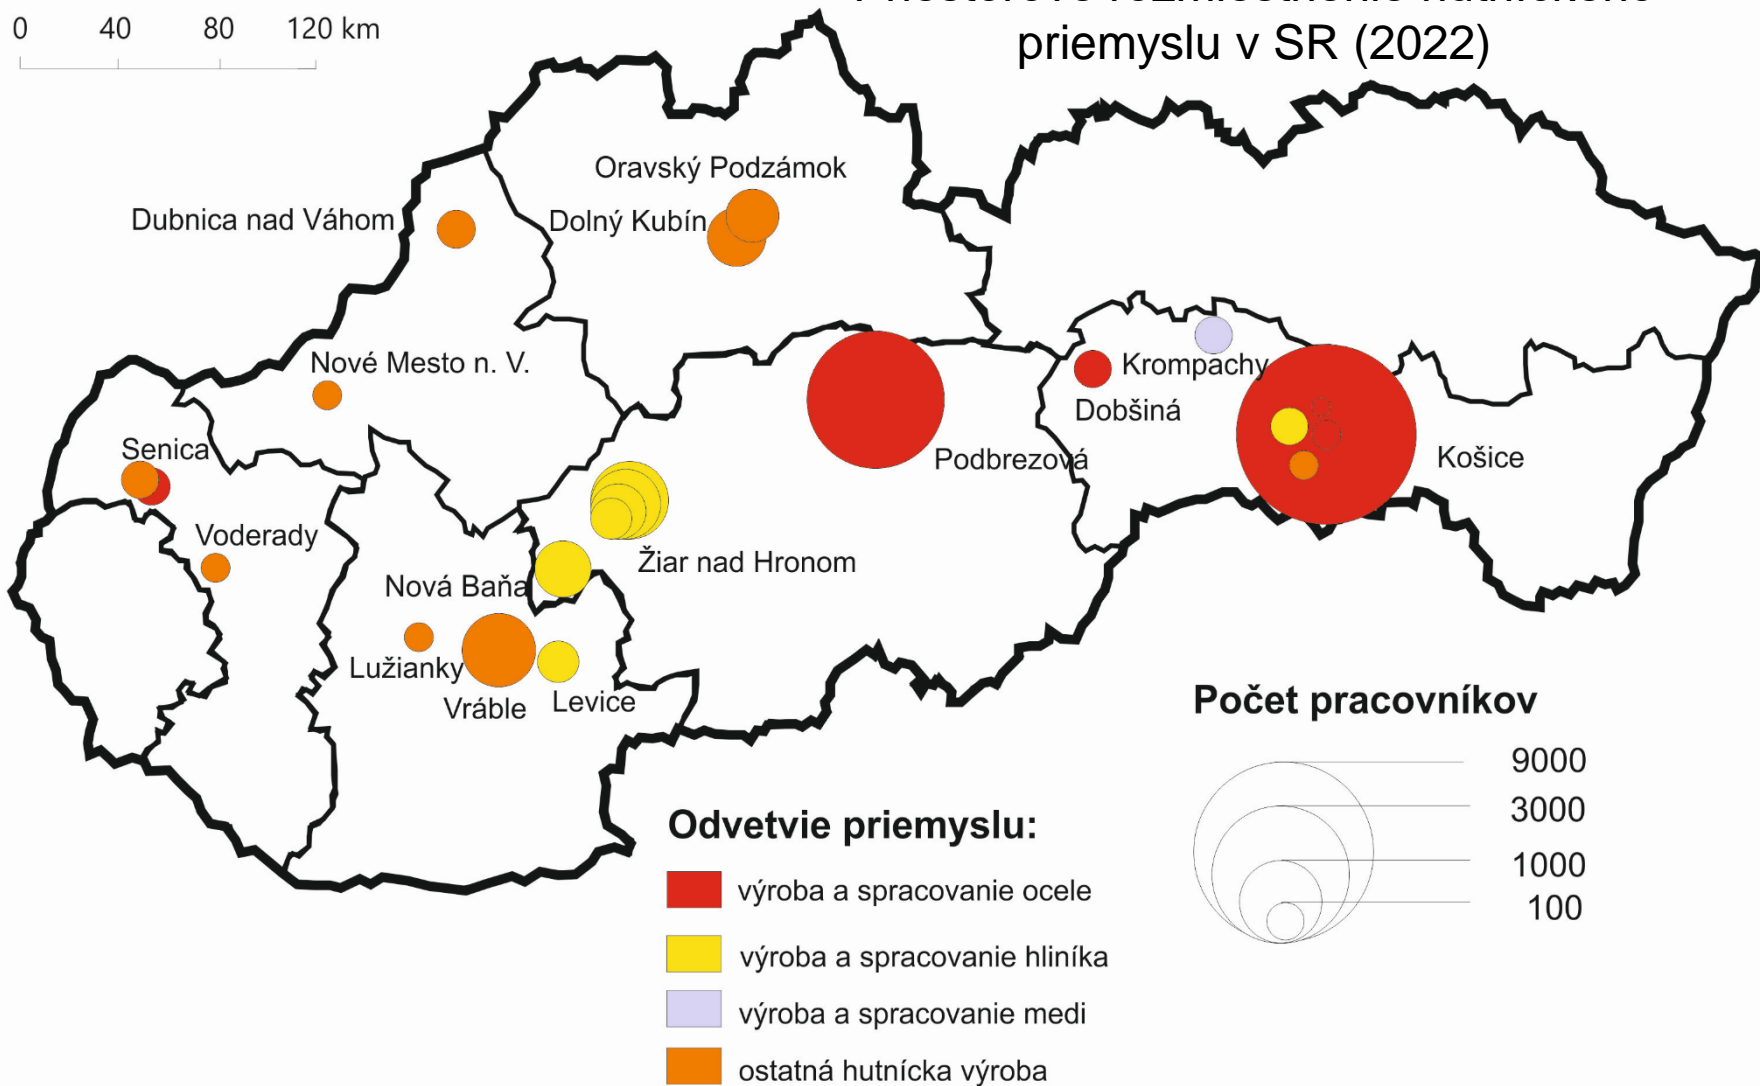 0 40 80 120 km
priemyslu v SR (2022)
Oravský Podzámok
Dubnica nad Váhom
Dolný Kubín
Nové Mesto n. V.
Krompachy
Dobšiná
Senica
Podbrezová
Košice
Voderady
Žiar nad Hronom
Nová Baňa
Lužianky
Vráble
Levice
Počet pracovníkov
9000
3000
1000
100
Odvetvie priemyslu:
výroba a spracovanie ocele
výroba a spracovanie hliníka
výroba a spracovanie medi
ostatná hutnícka výroba